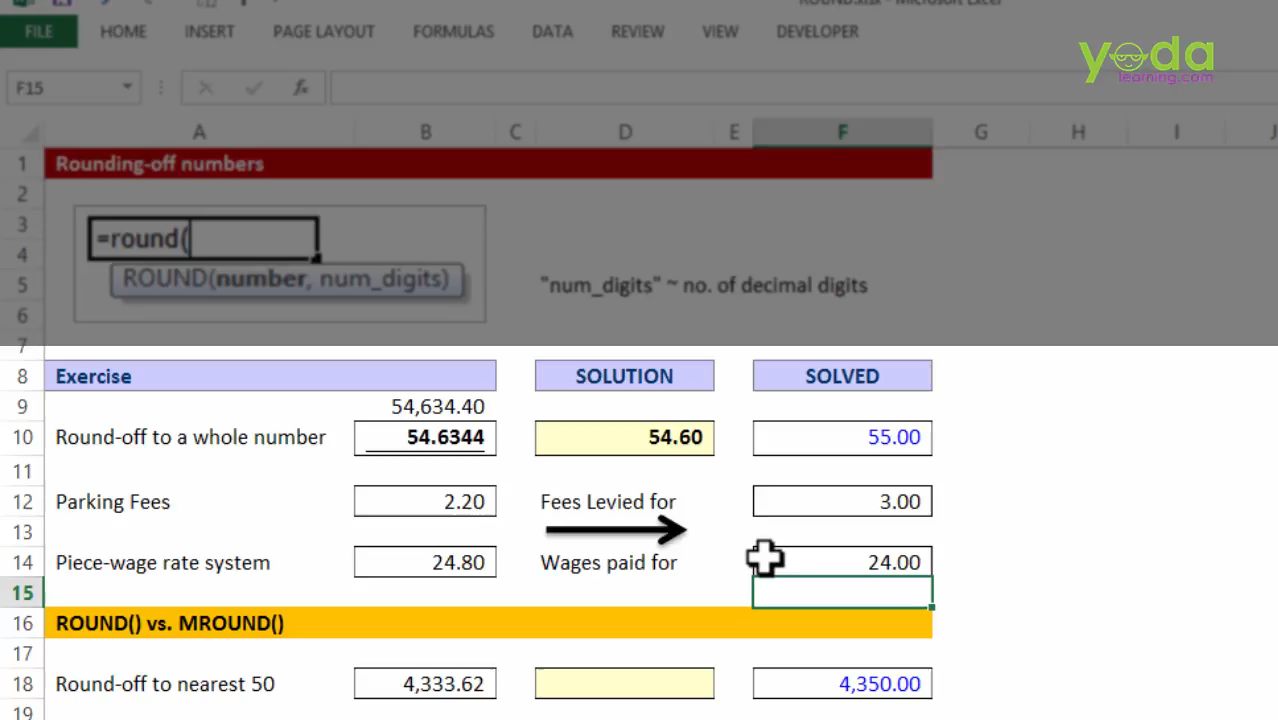 ROUNDS.xlsx - Microsoft Excel
FILE HOME INSERT PAGE LAYOUT FORMULAS DATA REVIEW VIEW DEVELOPER
yoda
learning.com
F15 fx
A B C D E F G H I J
1 Rounding-off numbers
2
3 =round(
4
ROUND(number, num_digits)
5 "num_digits" ~ no. of decimal digits
6
7
8 Exercise SOLUTION SOLVED
9 54,634.40
10 Round-off to a whole number 54.6344 54.60 55.00
11
12 Parking Fees 2.20 Fees Levied for 3.00
13
14 Piece-wage rate system 24.80 Wages paid for 24.00
15
16 ROUND() vs. MROUND()
17
18 Round-off to nearest 50 4,333.62 4,350.00
19